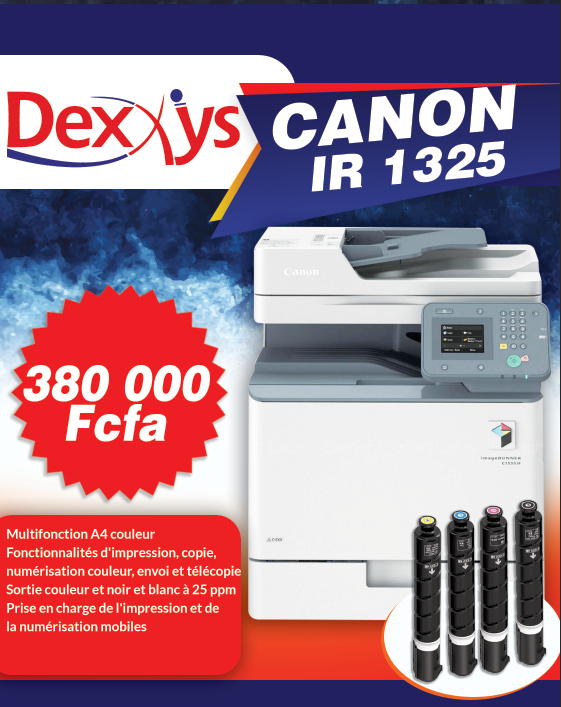 Dexxys
CANON
IR 1325
Canon
380 000
Fcfa
imageRUNNER
Multifonction A4 couleur
Fonctionnalités d'impression, copie,
numérisation couleur, envoi et télécopie
Sortie couleur et noir et blanc à 25 ppm
Prise en charge de l'impression et de
la numérisation mobiles